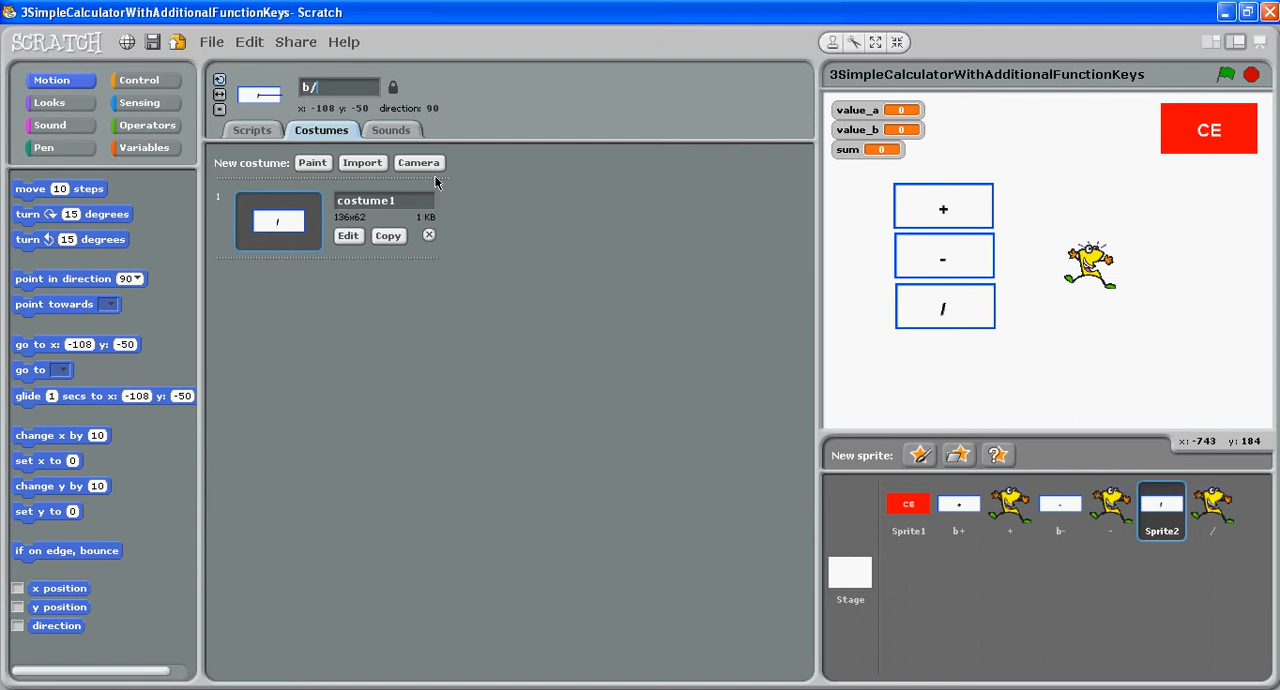 3SimpleCalculatorWithAdditionalFunctionKeys- Scratch
SCRATCH File Edit Share Help
Motion Control
Looks Sensing
Sound Operators
Pen Variables
move 10 steps
turn 15 degrees
turn 15 degrees
point in direction 90
point towards
go to x: -108 y: -50
go to
glide 1 secs to x: -108 y: -50
change x by 10
set x to 0
change y by 10
set y to 0
if on edge, bounce
x position
y position
direction
b/
x: -108 y: -50 direction: 90
Scripts Costumes Sounds
New costume: Paint Import Camera
1 / costume1
136x62 1 KB
Edit Copy
3SimpleCalculatorWithAdditionalFunctionKeys
value_a 0
value_b 0
sum 0
CE
+
-
/
x: -743 y: 184
New sprite:
CE + - /
Sprite1 b+ + b- - Sprite2 /
Stage